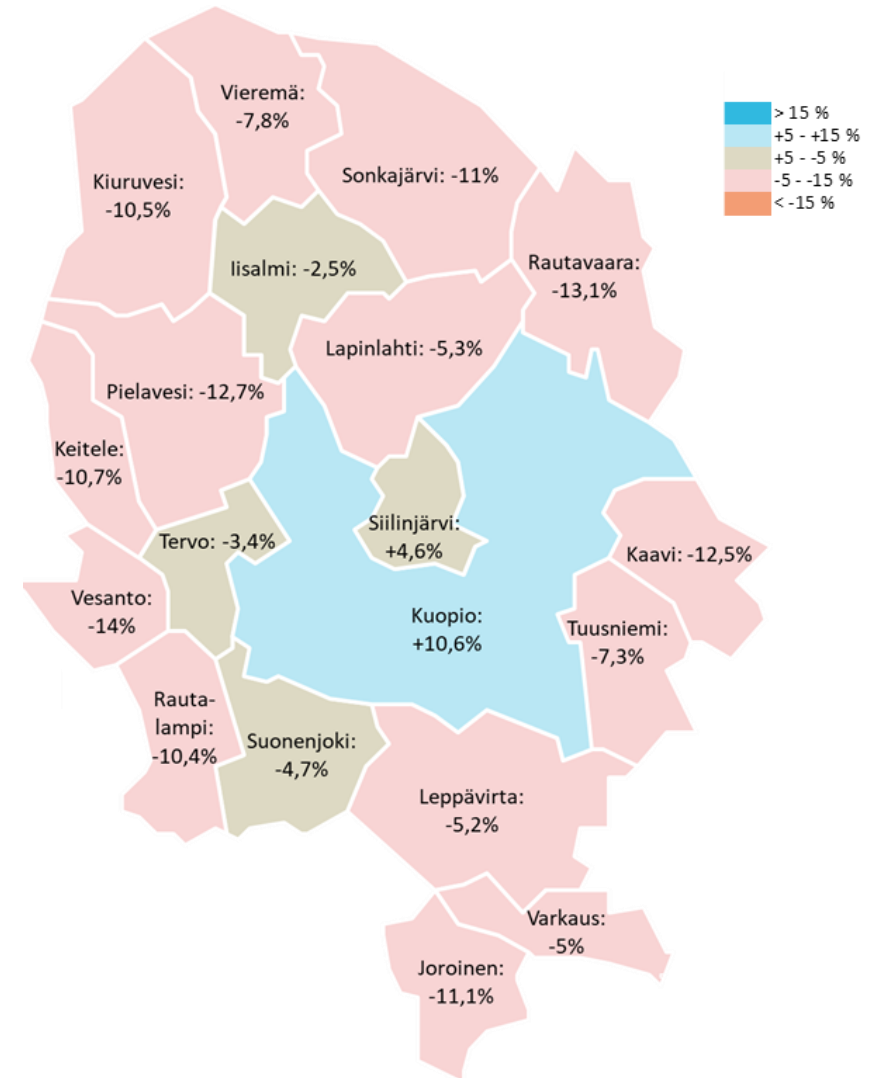 Vieremä:
-7,8%
> 15 %
+5 - +15 %
+5 - -5 %
-5 - -15 %
< -15 %
Kiuruvesi:
-10,5%
Sonkajärvi: -11%
Iisalmi: -2,5%
Rautavaara:
-13,1%
Lapinlahti: -5,3%
Pielavesi: -12,7%
Keitele:
-10,7%
Siilinjärvi:
+4,6%
Tervo: -3,4%
Kaavi: -12,5%
Vesanto:
-14%
Kuopio:
+10,6%
Tuusniemi:
-7,3%
Rauta-
lampi:
-10,4%
Suonenjoki:
-4,7%
Leppävirta:
-5,2%
Varkaus:
-5%
Joroinen:
-11,1%